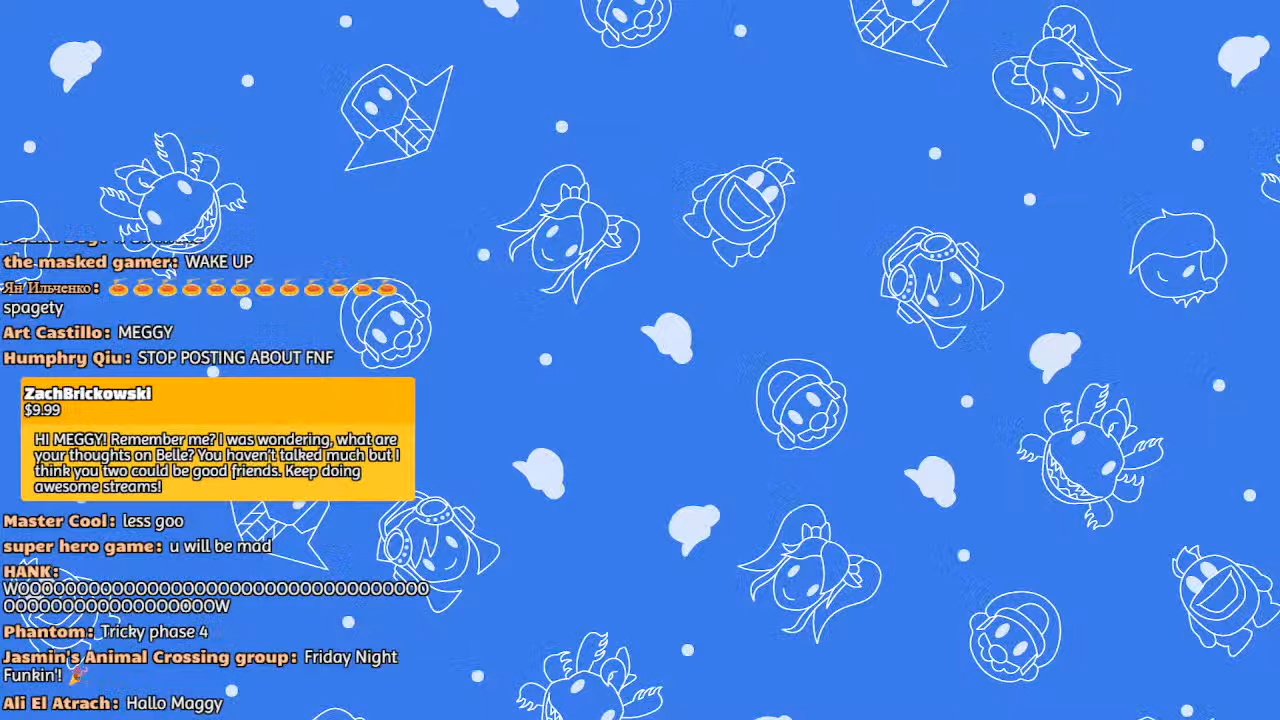 the masked gamer: WAKE UP
Ян Ильченко: 🍝🍝🍝🍝🍝🍝🍝🍝🍝🍝🍝🍝
spagety
Art Castillo: MEGGY
Humphry Qiu: STOP POSTING ABOUT FNF
ZachBrickowski
$9.99
HI MEGGY! Remember me? I was wondering, what are
your thoughts on Belle? You haven't talked much but I
think you two could be good friends. Keep doing
awesome streams!
Master Cool: less goo
super hero game: u will be mad
HANK:
WOOOOOOOOOOOOOOOOOOOOOOOOOOOOOOOOOOO
OOOOOOOOOOOOOOOOOOW
Phantom: Tricky phase 4
Jasmin's Animal Crossing group: Friday Night
Funkin'! 🎉
Ali El Atrach: Hallo Maggy